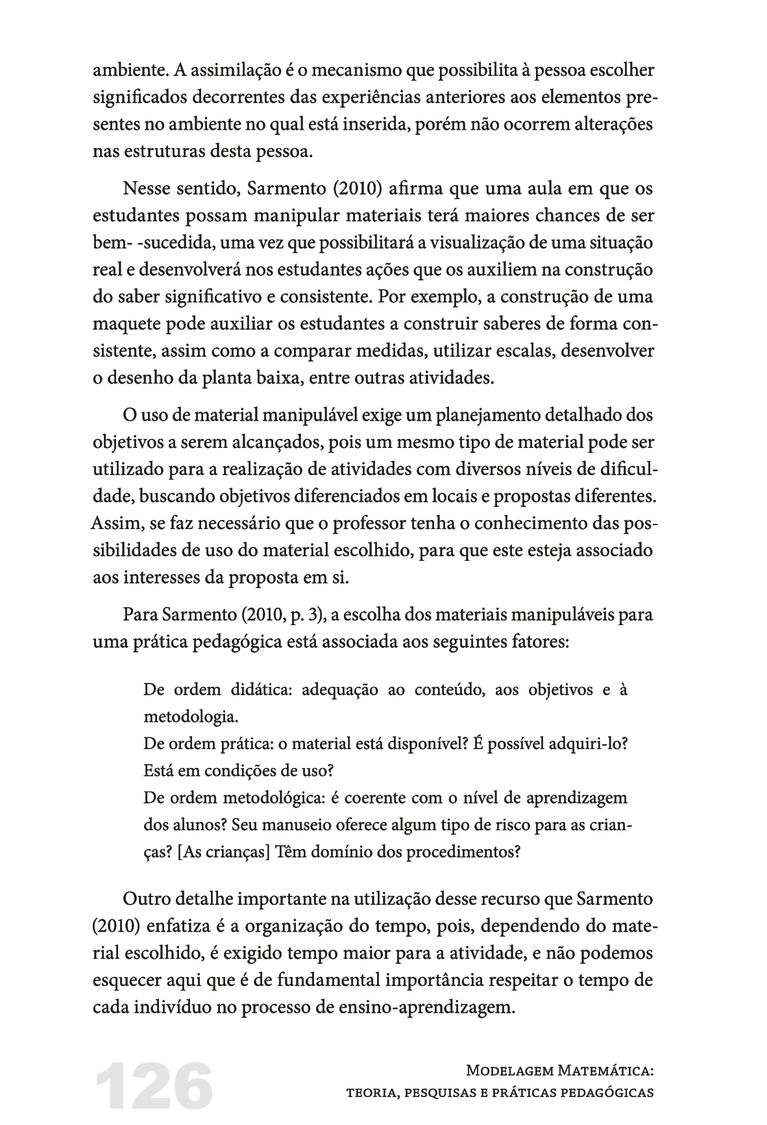 ambiente. A assimilação é o mecanismo que possibilita à pessoa escolher
significados decorrentes das experiências anteriores aos elementos pre-
sentes no ambiente no qual está inserida, porém não ocorrem alterações
nas estruturas desta pessoa.
Nesse sentido, Sarmento (2010) afirma que uma aula em que os
estudantes possam manipular materiais terá maiores chances de ser
bem- -sucedida, uma vez que possibilitará a visualização de uma situação
real e desenvolverá nos estudantes ações que os auxiliem na construção
do saber significativo e consistente. Por exemplo, a construção de uma
maquete pode auxiliar os estudantes a construir saberes de forma con-
sistente, assim como a comparar medidas, utilizar escalas, desenvolver
o desenho da planta baixa, entre outras atividades.
O uso de material manipulável exige um planejamento detalhado dos
objetivos a serem alcançados, pois um mesmo tipo de material pode ser
utilizado para a realização de atividades com diversos níveis de dificul-
dade, buscando objetivos diferenciados em locais e propostas diferentes.
Assim, se faz necessário que o professor tenha o conhecimento das pos-
sibilidades de uso do material escolhido, para que este esteja associado
aos interesses da proposta em si.
Para Sarmento (2010, p. 3), a escolha dos materiais manipuláveis para
uma prática pedagógica está associada aos seguintes fatores:
De ordem didática: adequação ao conteúdo, aos objetivos e à
metodologia.
De ordem prática: o material está disponível? É possível adquiri-lo?
Está em condições de uso?
De ordem metodológica: é coerente com o nível de aprendizagem
dos alunos? Seu manuseio oferece algum tipo de risco para as crian-
ças? [As crianças] Têm domínio dos procedimentos?
Outro detalhe importante na utilização desse recurso que Sarmento
(2010) enfatiza é a organização do tempo, pois, dependendo do mate-
rial escolhido, é exigido tempo maior para a atividade, e não podemos
esquecer aqui que é de fundamental importância respeitar o tempo de
cada indivíduo no processo de ensino-aprendizagem.
126
Modelagem Matemática:
teoria, pesquisas e práticas pedagógicas